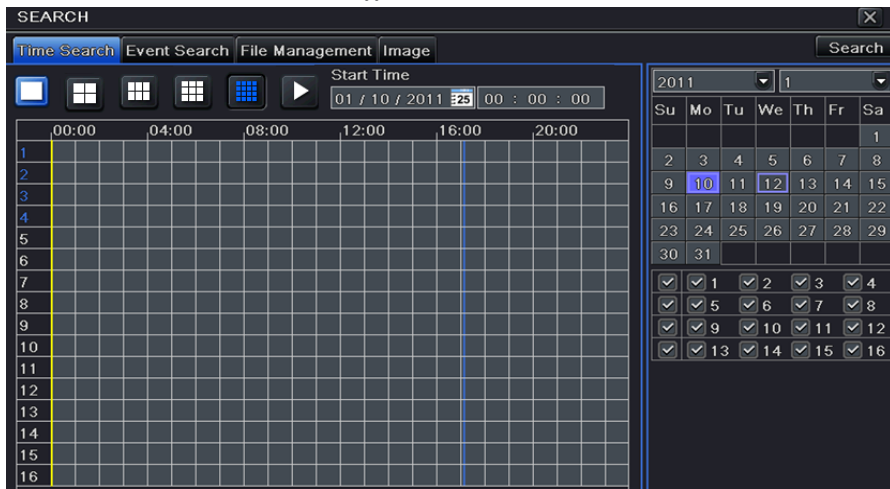 SEARCH
Time Search Event Search File Management Image Search
Start Time
01 / 10 / 2011 25 00 : 00 : 00
00:00 04:00 08:00 12:00 16:00 20:00
1
2
3
4
5
6
7
8
9
10
11
12
13
14
15
16
2011 1
Su Mo Tu We Th Fr Sa
1
2 3 4 5 6 7 8
9 10 11 12 13 14 15
16 17 18 19 20 21 22
23 24 25 26 27 28 29
30 31
1 2 3 4
5 6 7 8
9 10 11 12
13 14 15 16